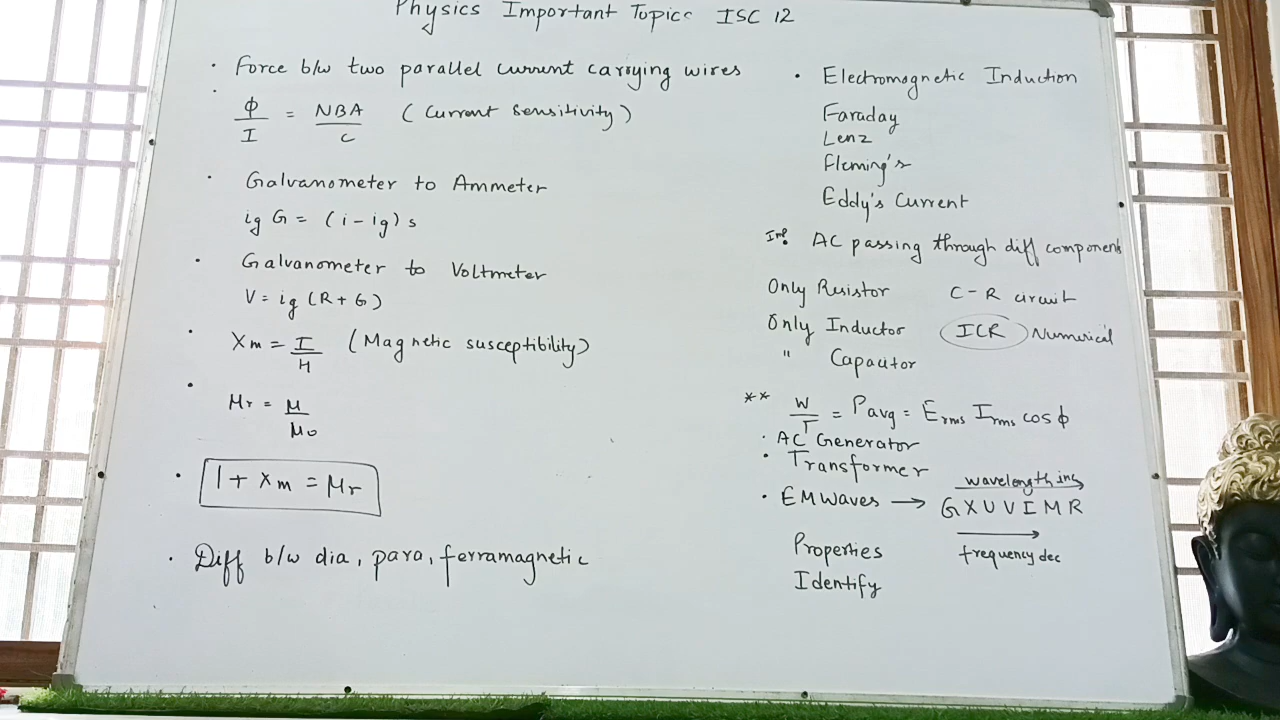 Physics Important Topics ISC 12
• Force b/w two parallel current carrying wires
• ϕ/I = NBA/C (Current sensitivity)
• Galvanometer to Ammeter
ig G = (i - ig) s
• Galvanometer to Voltmeter
V = ig (R + G)
• Xm = I/H (Magnetic susceptibility)
• μr = μ/μ0
• 1 + Xm = μr
• Diff b/w dia, para, ferramagnetic
• Electromagnetic Induction
Faraday
Lenz
Fleming's
Eddy's Current
Imp: AC passing through diff components
Only Resistor C-R circuit
Only Inductor ICR Numerical
" Capacitor
** W/T = Pavg = Erms Irms cos ϕ
• AC Generator
• Transformer
wavelength inc
• EM Waves → G X U V I M R
Properties frequency dec
Identify